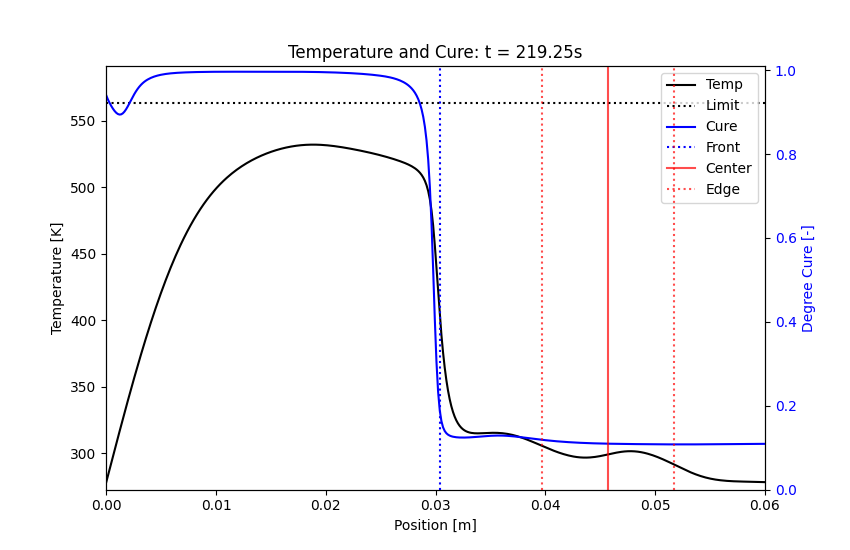 Temperature and Cure: t = 219.25s
Temperature [K]
550
500
450
400
350
300
Temp
Limit
Cure
Front
Center
Edge
1.0
0.8
0.6
0.4
0.2
0.0
Degree Cure [-]
0.00 0.01 0.02 0.03 0.04 0.05 0.06
Position [m]